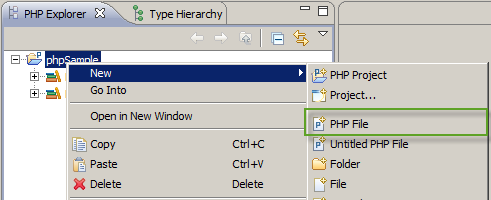 PHP Explorer
Type Hierarchy
phpSample
New
Go Into
Open in New Window
Copy Ctrl+C
Paste Ctrl+V
Delete Delete
PHP Project
Project...
PHP File
Untitled PHP File
Folder
File